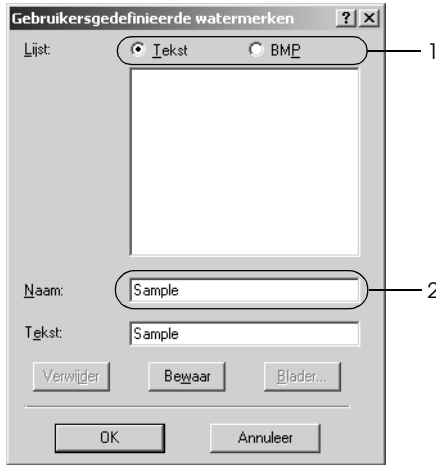 Gebruikersgedefinieerde watermerken ? ×
Lijst: Tekst BMP 1
Naam: Sample 2
Tekst: Sample
Verwijder Bewaar Blader...
OK Annuleer